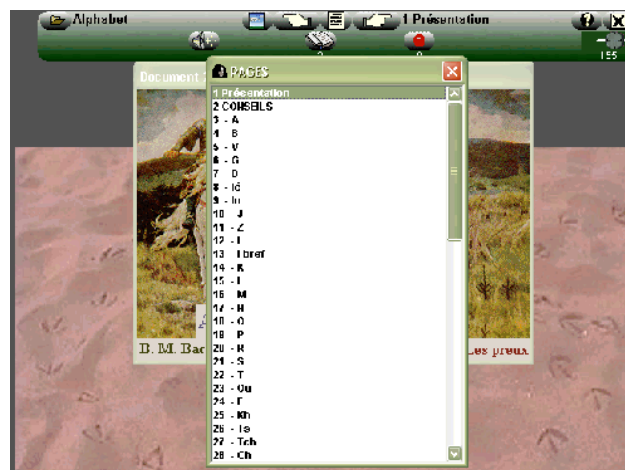 Alphabet
1 Présentation
155
Document
PAGES
1 Présentation
2 CONSEILS
3 - A
4 B
5 - V
6 - G
7 D
8 - Ié
9 - Io
10 J
11 - Z
12 - I
13 I bref
14 - K
15 - L
16 M
17 - N
18 - O
19 P
20 - R
21 - S
22 - T
23 - Ou
24 - F
25 - Kh
26 - Ts
27 - Tch
28 - Ch
B. M.
Les preux